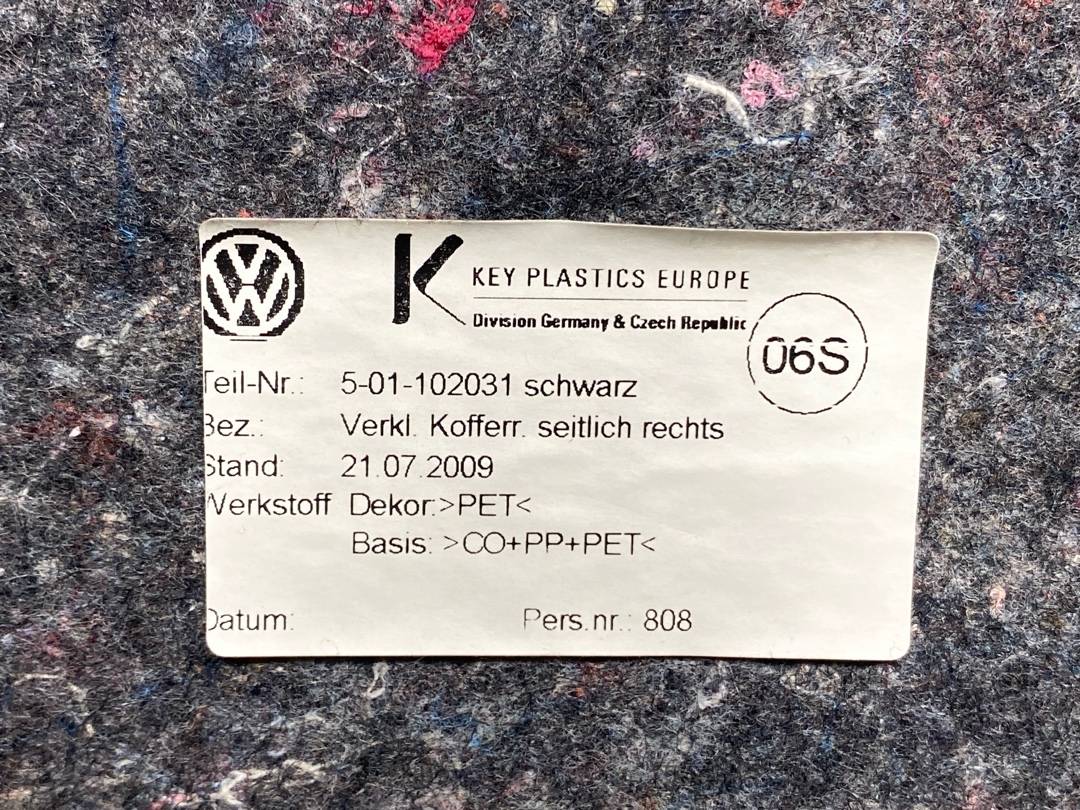 VW
K KEY PLASTICS EUROPE
Division Germany & Czech Republic
06S
Teil-Nr.: 5-01-102031 schwarz
Bez.: Verkl. Kofferr. seitlich rechts
Stand: 21.07.2009
Werkstoff Dekor:>PET<
Basis: >CO+PP+PET<
Datum: Pers.nr.: 808